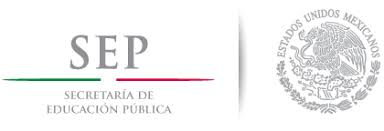 SEP
SECRETARÍA DE
EDUCACIÓN PÚBLICA
ESTADOS UNIDOS MEXICANOS